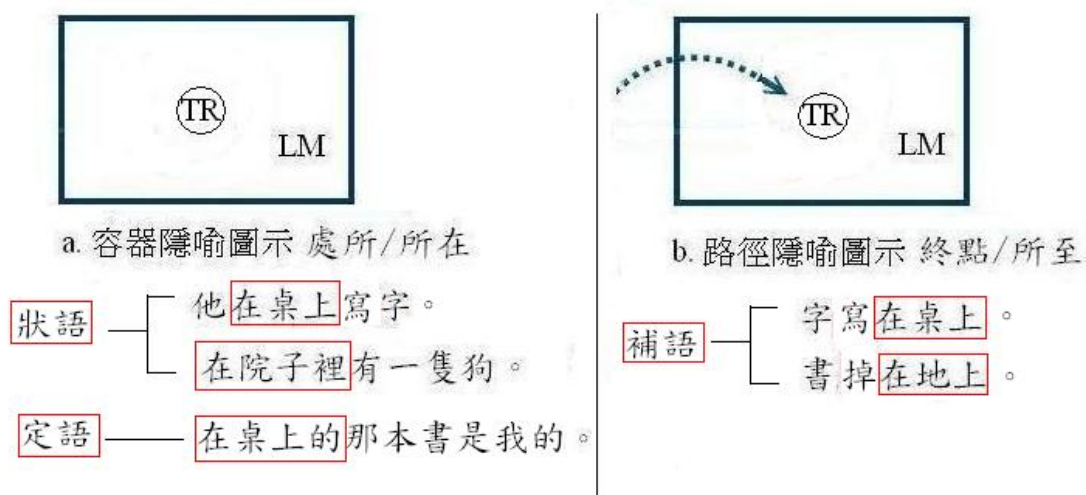 TR
LM
a. 容器隱喻圖示 處所/所在
狀語
他在桌上寫字。
在院子裡有一隻狗。
定語
在桌上的那本書是我的。
TR
LM
b. 路徑隱喻圖示 終點/所至
補語
字寫在桌上。
書掉在地上。